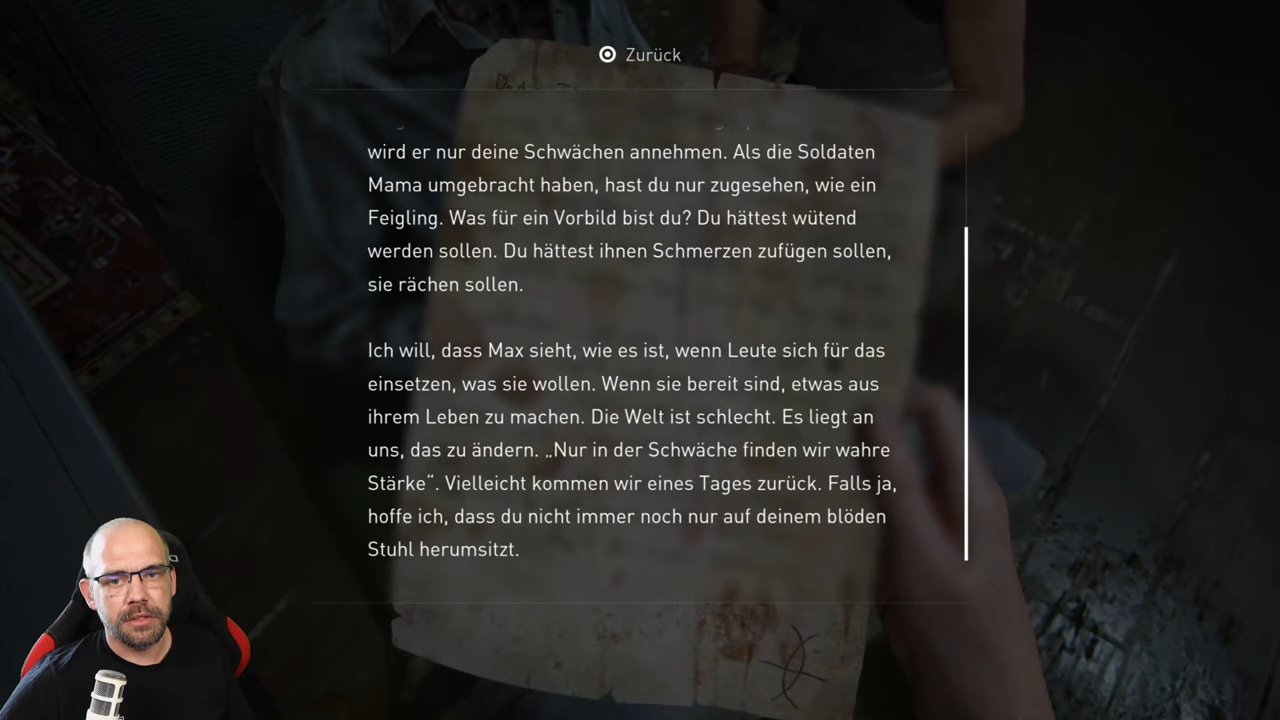 Zurück
wird er nur deine Schwächen annehmen. Als die Soldaten
Mama umgebracht haben, hast du nur zugesehen, wie ein
Feigling. Was für ein Vorbild bist du? Du hättest wütend
werden sollen. Du hättest ihnen Schmerzen zufügen sollen,
sie rächen sollen.
Ich will, dass Max sieht, wie es ist, wenn Leute sich für das
einsetzen, was sie wollen. Wenn sie bereit sind, etwas aus
ihrem Leben zu machen. Die Welt ist schlecht. Es liegt an
uns, das zu ändern. „Nur in der Schwäche finden wir wahre
Stärke“. Vielleicht kommen wir eines Tages zurück. Falls ja,
hoffe ich, dass du nicht immer noch nur auf deinem blöden
Stuhl herumsitzt.